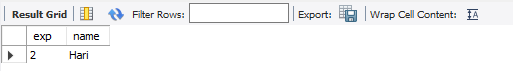 Result Grid Filter Rows: Export: Wrap Cell Content:
exp name
2 Hari